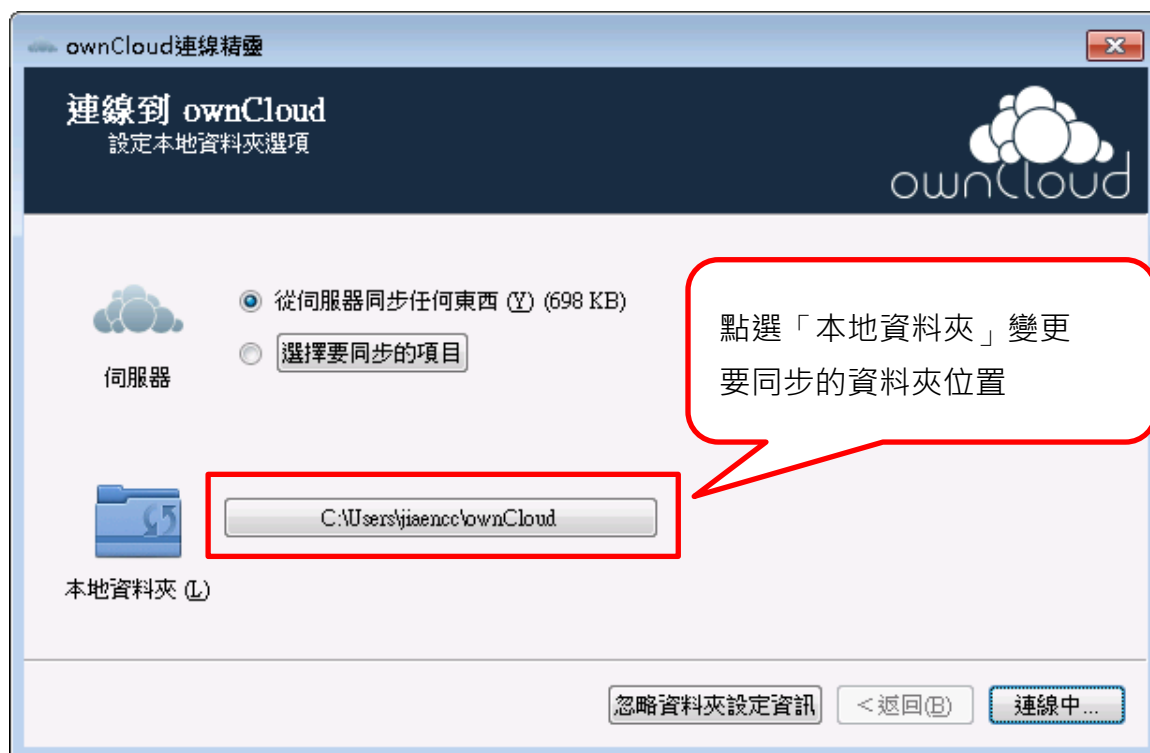 ownCloud連線精靈
連線到 ownCloud
設定本地資料夾選項
ownCloud
從伺服器同步任何東西 (Y) (698 KB)
選擇要同步的項目
伺服器
點選「本地資料夾」變更
要同步的資料夾位置
C:\Users\jiaencc\ownCloud
本地資料夾 (L)
忽略資料夾設定資訊
<返回(B)
連線中...